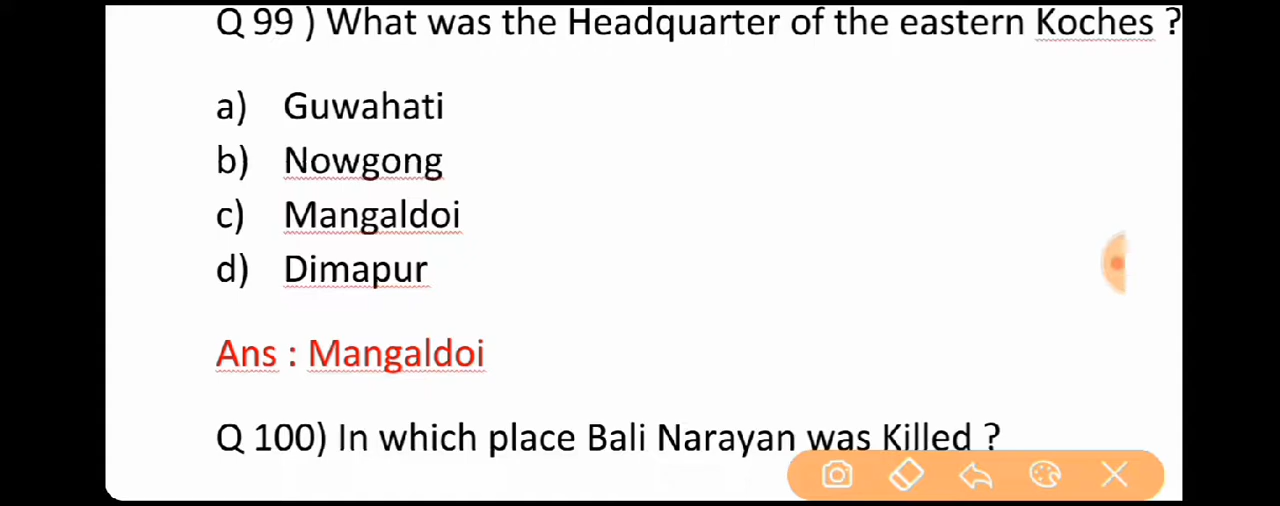 Q 99 ) What was the Headquarter of the eastern Koches ?
a) Guwahati
b) Nowgong
c) Mangaldoi
d) Dimapur
Ans : Mangaldoi
Q 100) In which place Bali Narayan was Killed ?